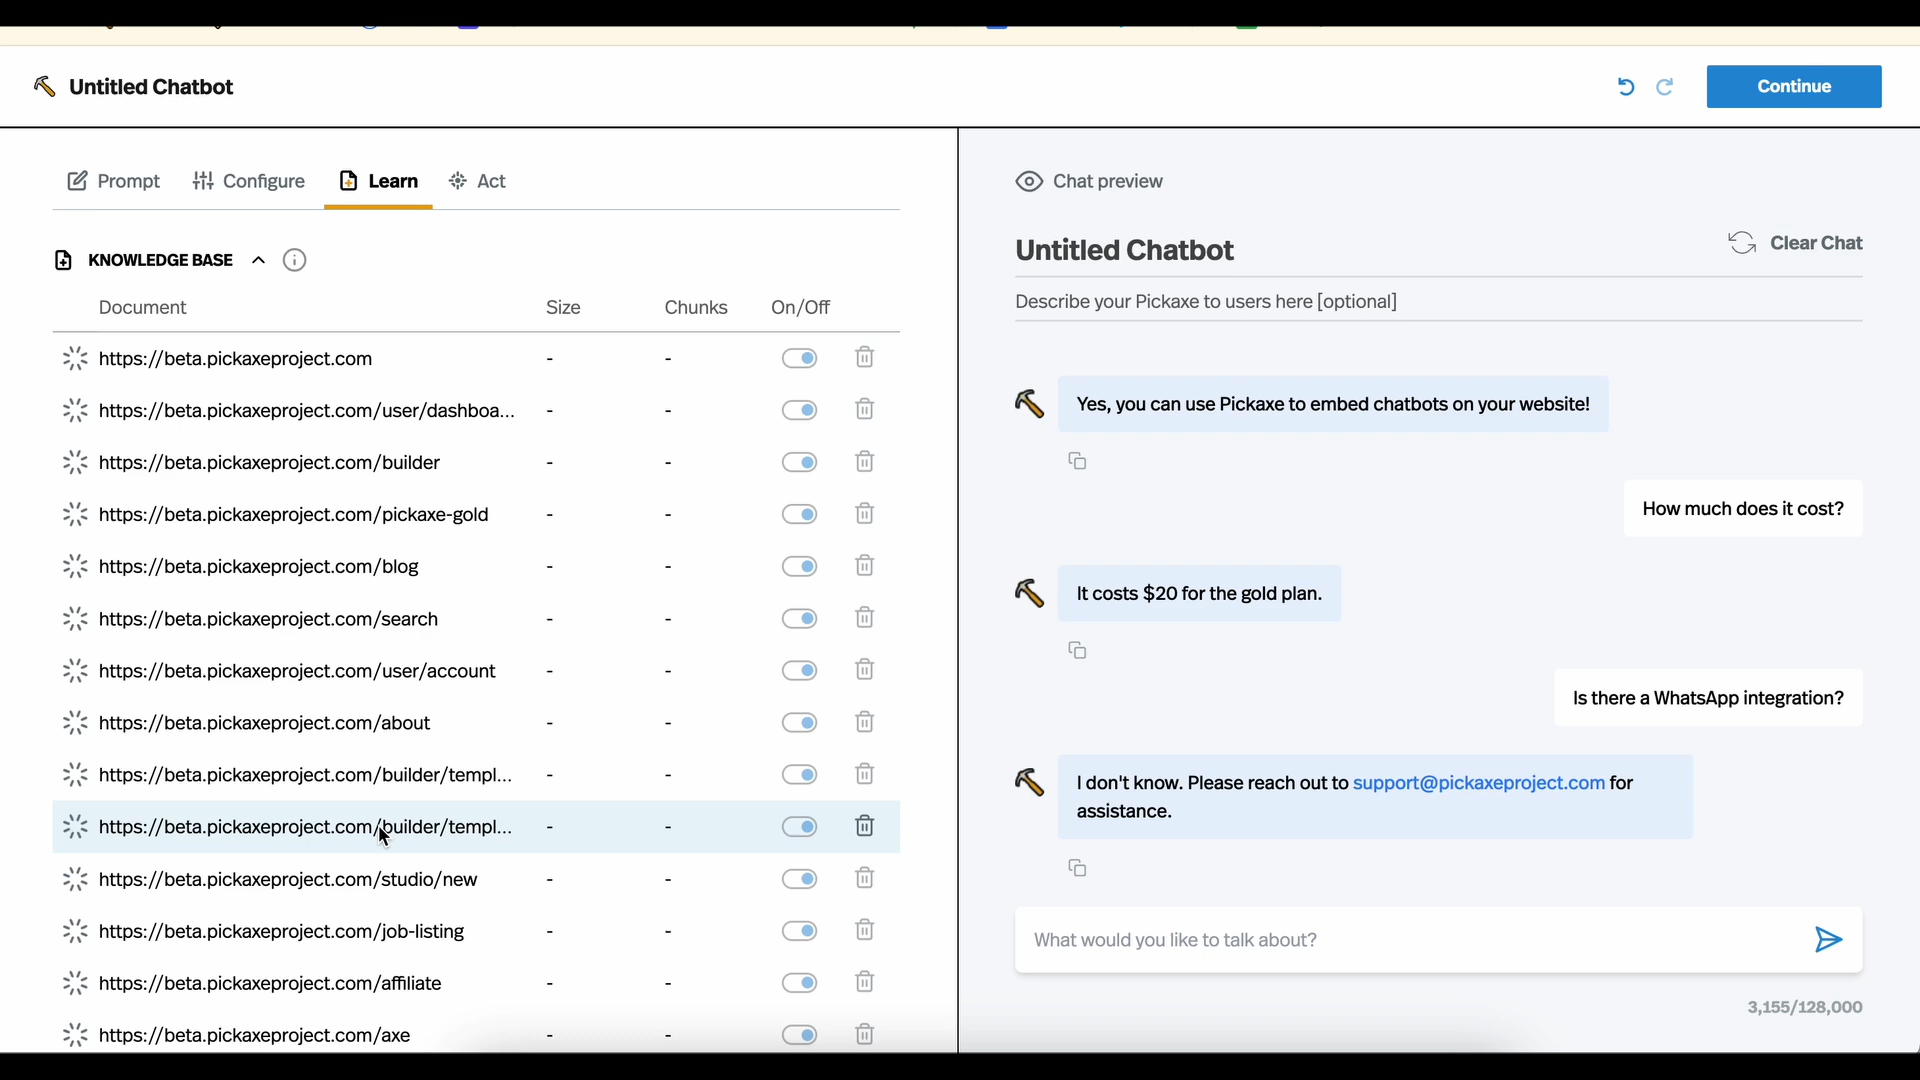 Untitled Chatbot
Continue
Prompt
Configure
Learn
Act
KNOWLEDGE BASE
Document Size Chunks On/Off
https://beta.pickaxeproject.com - -
https://beta.pickaxeproject.com/user/dashboa... - -
https://beta.pickaxeproject.com/builder - -
https://beta.pickaxeproject.com/pickaxe-gold - -
https://beta.pickaxeproject.com/blog - -
https://beta.pickaxeproject.com/search - -
https://beta.pickaxeproject.com/user/account - -
https://beta.pickaxeproject.com/about - -
https://beta.pickaxeproject.com/builder/templ... - -
https://beta.pickaxeproject.com/builder/templ... - -
https://beta.pickaxeproject.com/studio/new - -
https://beta.pickaxeproject.com/job-listing - -
https://beta.pickaxeproject.com/affiliate - -
https://beta.pickaxeproject.com/axe - -
Chat preview
Untitled Chatbot
Clear Chat
Describe your Pickaxe to users here [optional]
Yes, you can use Pickaxe to embed chatbots on your website!
How much does it cost?
It costs $20 for the gold plan.
Is there a WhatsApp integration?
I don't know. Please reach out to support@pickaxeproject.com for
assistance.
What would you like to talk about?
3,155/128,000